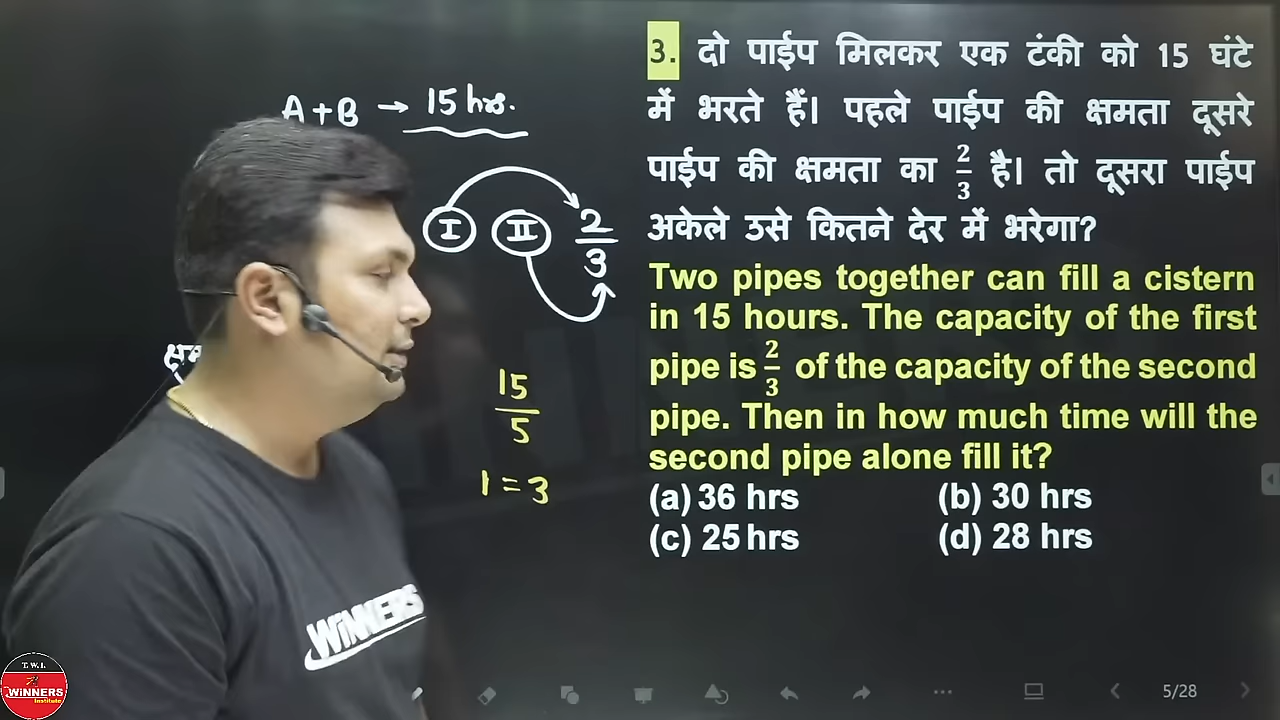 A+B → 15 hrs.
I II 2/3
15/5
1 = 3
3. दो पाईप मिलकर एक टंकी को 15 घंटे
में भरते हैं। पहले पाईप की क्षमता दूसरे
पाईप की क्षमता का 2/3 है। तो दूसरा पाईप
अकेले उसे कितने देर में भरेगा?
Two pipes together can fill a cistern
in 15 hours. The capacity of the first
pipe is 2/3 of the capacity of the second
pipe. Then in how much time will the
second pipe alone fill it?
(a) 36 hrs (b) 30 hrs
(c) 25 hrs (d) 28 hrs
WINNERS
T.W.I.
WINNERS
Institute
5/28